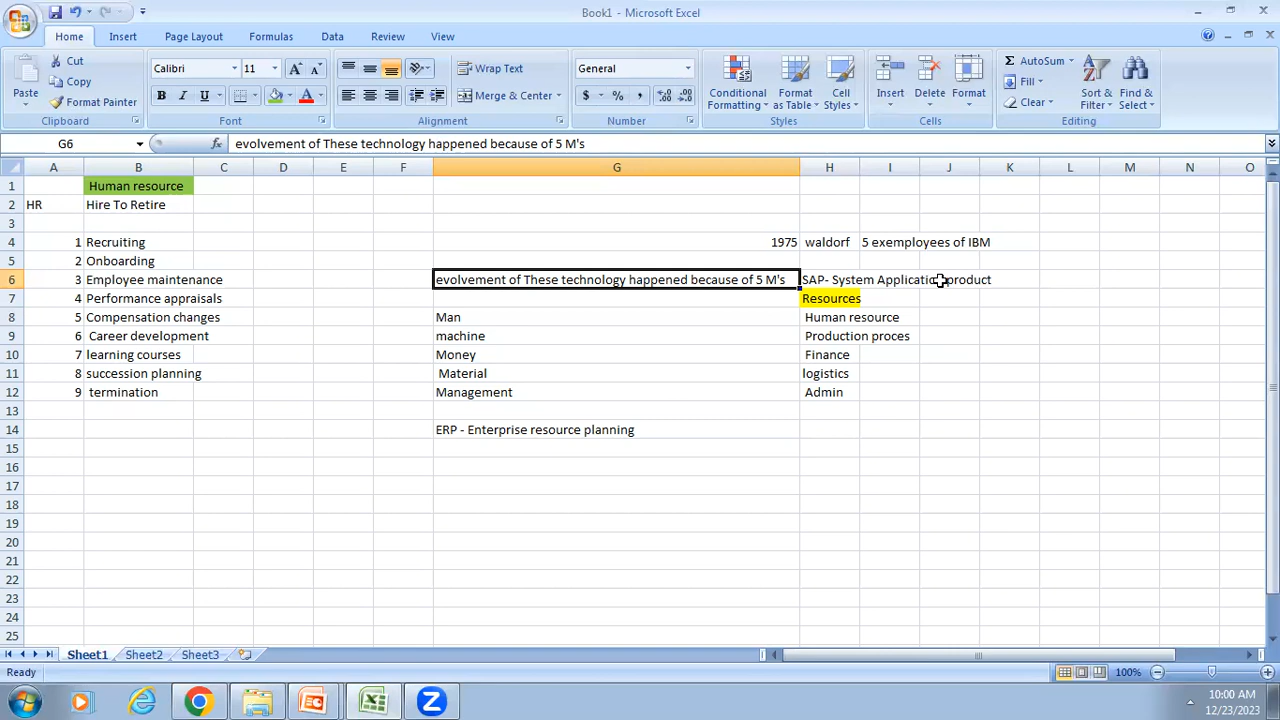 Book1 - Microsoft Excel
Home Insert Page Layout Formulas Data Review View
Cut
Copy
Format Painter
Paste
Clipboard
Calibri 11
B I U
Font
Wrap Text
Merge & Center
Alignment
General
$ % ,
Number
Conditional Formatting
Format as Table
Cell Styles
Styles
Insert Delete Format
Cells
AutoSum
Fill
Clear
Sort & Filter
Find & Select
Editing
G6 fx evolvement of These technology happened because of 5 M's
A B C D E F G H I J K L M N O
1 Human resource
2 HR Hire To Retire
3
4 1 Recruiting 1975 waldorf 5 exemployees of IBM
5 2 Onboarding
6 3 Employee maintenance evolvement of These technology happened because of 5 M's SAP- System Application product
7 4 Performance appraisals Resources
8 5 Compensation changes Man Human resource
9 6 Career development machine Production proces
10 7 learning courses Money Finance
11 8 succession planning Material logistics
12 9 termination Management Admin
13
14 ERP - Enterprise resource planning
15
16
17
18
19
20
21
22
23
24
25
Sheet1 Sheet2 Sheet3
Ready 100%
10:00 AM
12/23/2023